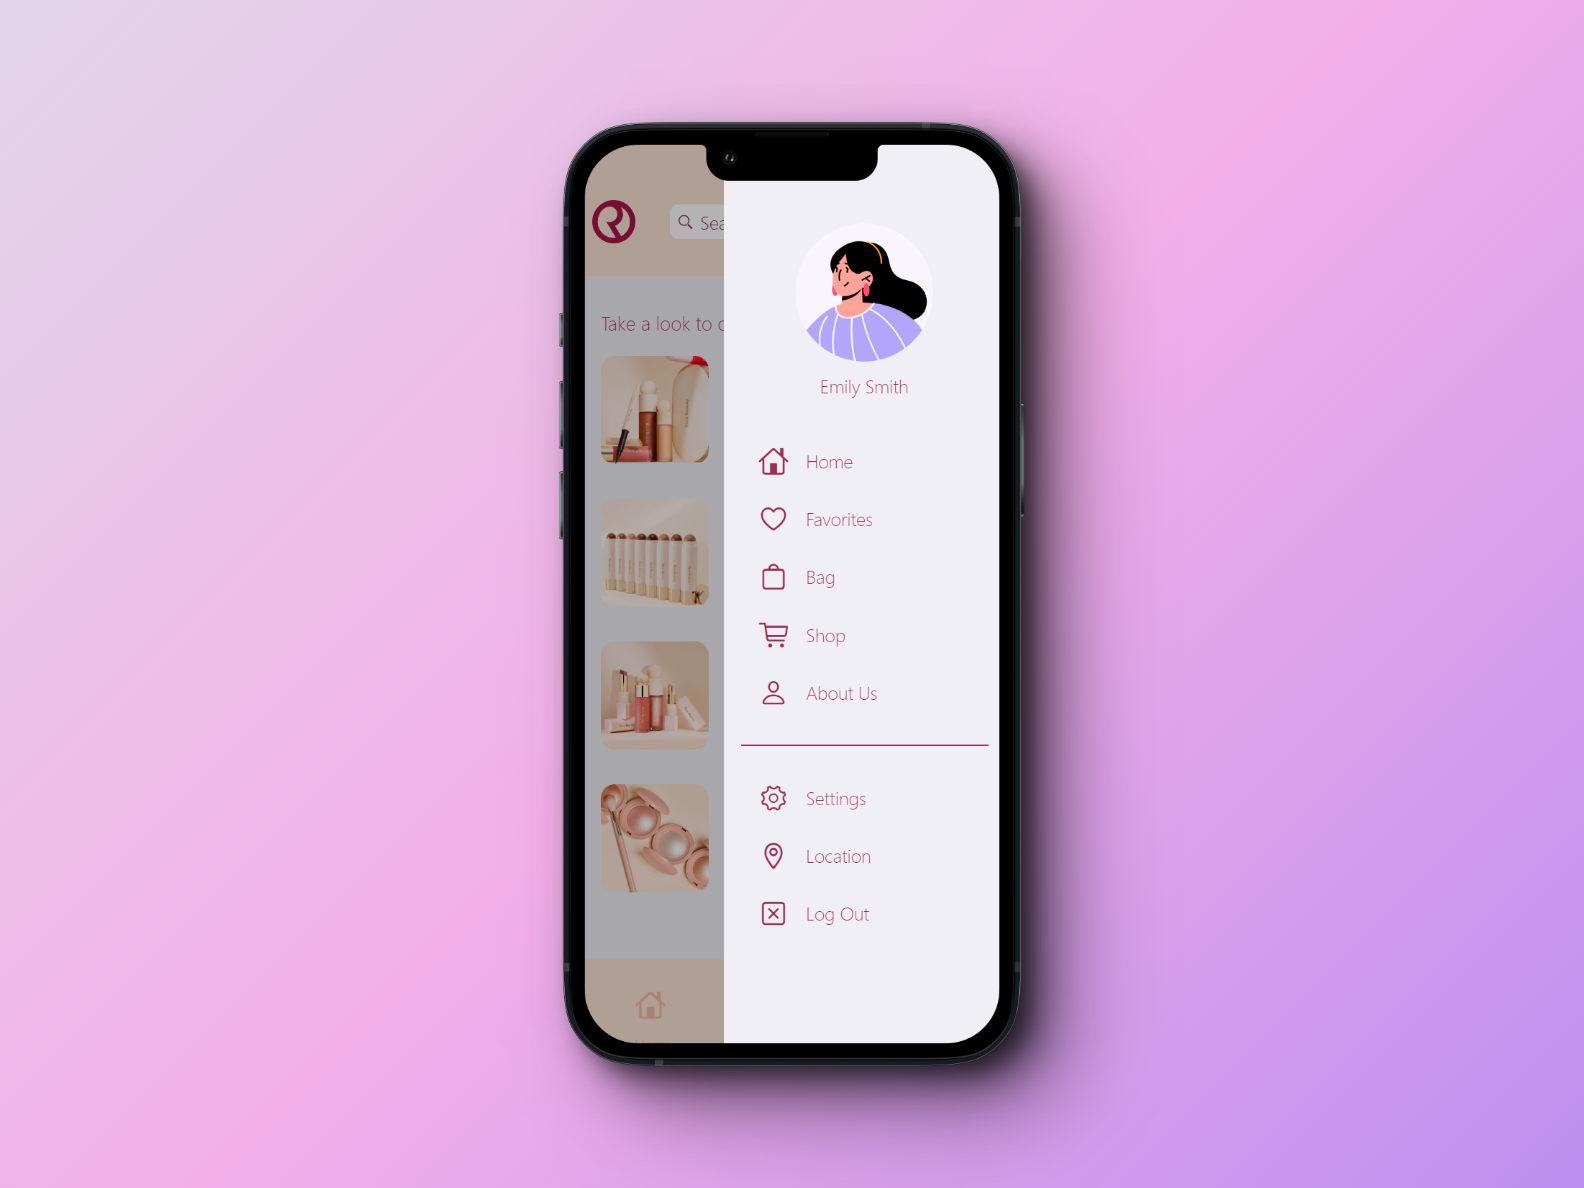 Sea
Take a look to
Emily Smith
Home
Favorites
Bag
Shop
About Us
Settings
Location
Log Out